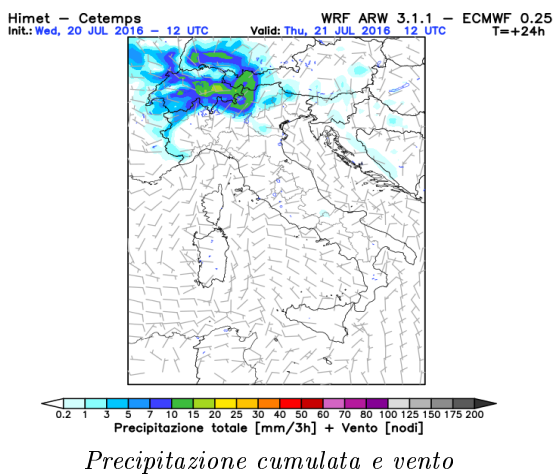 Himet – Cetemps WRF ARW 3.1.1 – ECMWF 0.25
Init.: Wed, 20 JUL 2016 – 12 UTC Valid: Thu, 21 JUL 2016 12 UTC T=+24h
0.2 1 3 5 7 10 15 20 25 30 40 50 60 70 80 100 125 150 175 200
Precipitazione totale [mm/3h] + Vento [nodi]
Precipitazione cumulata e vento